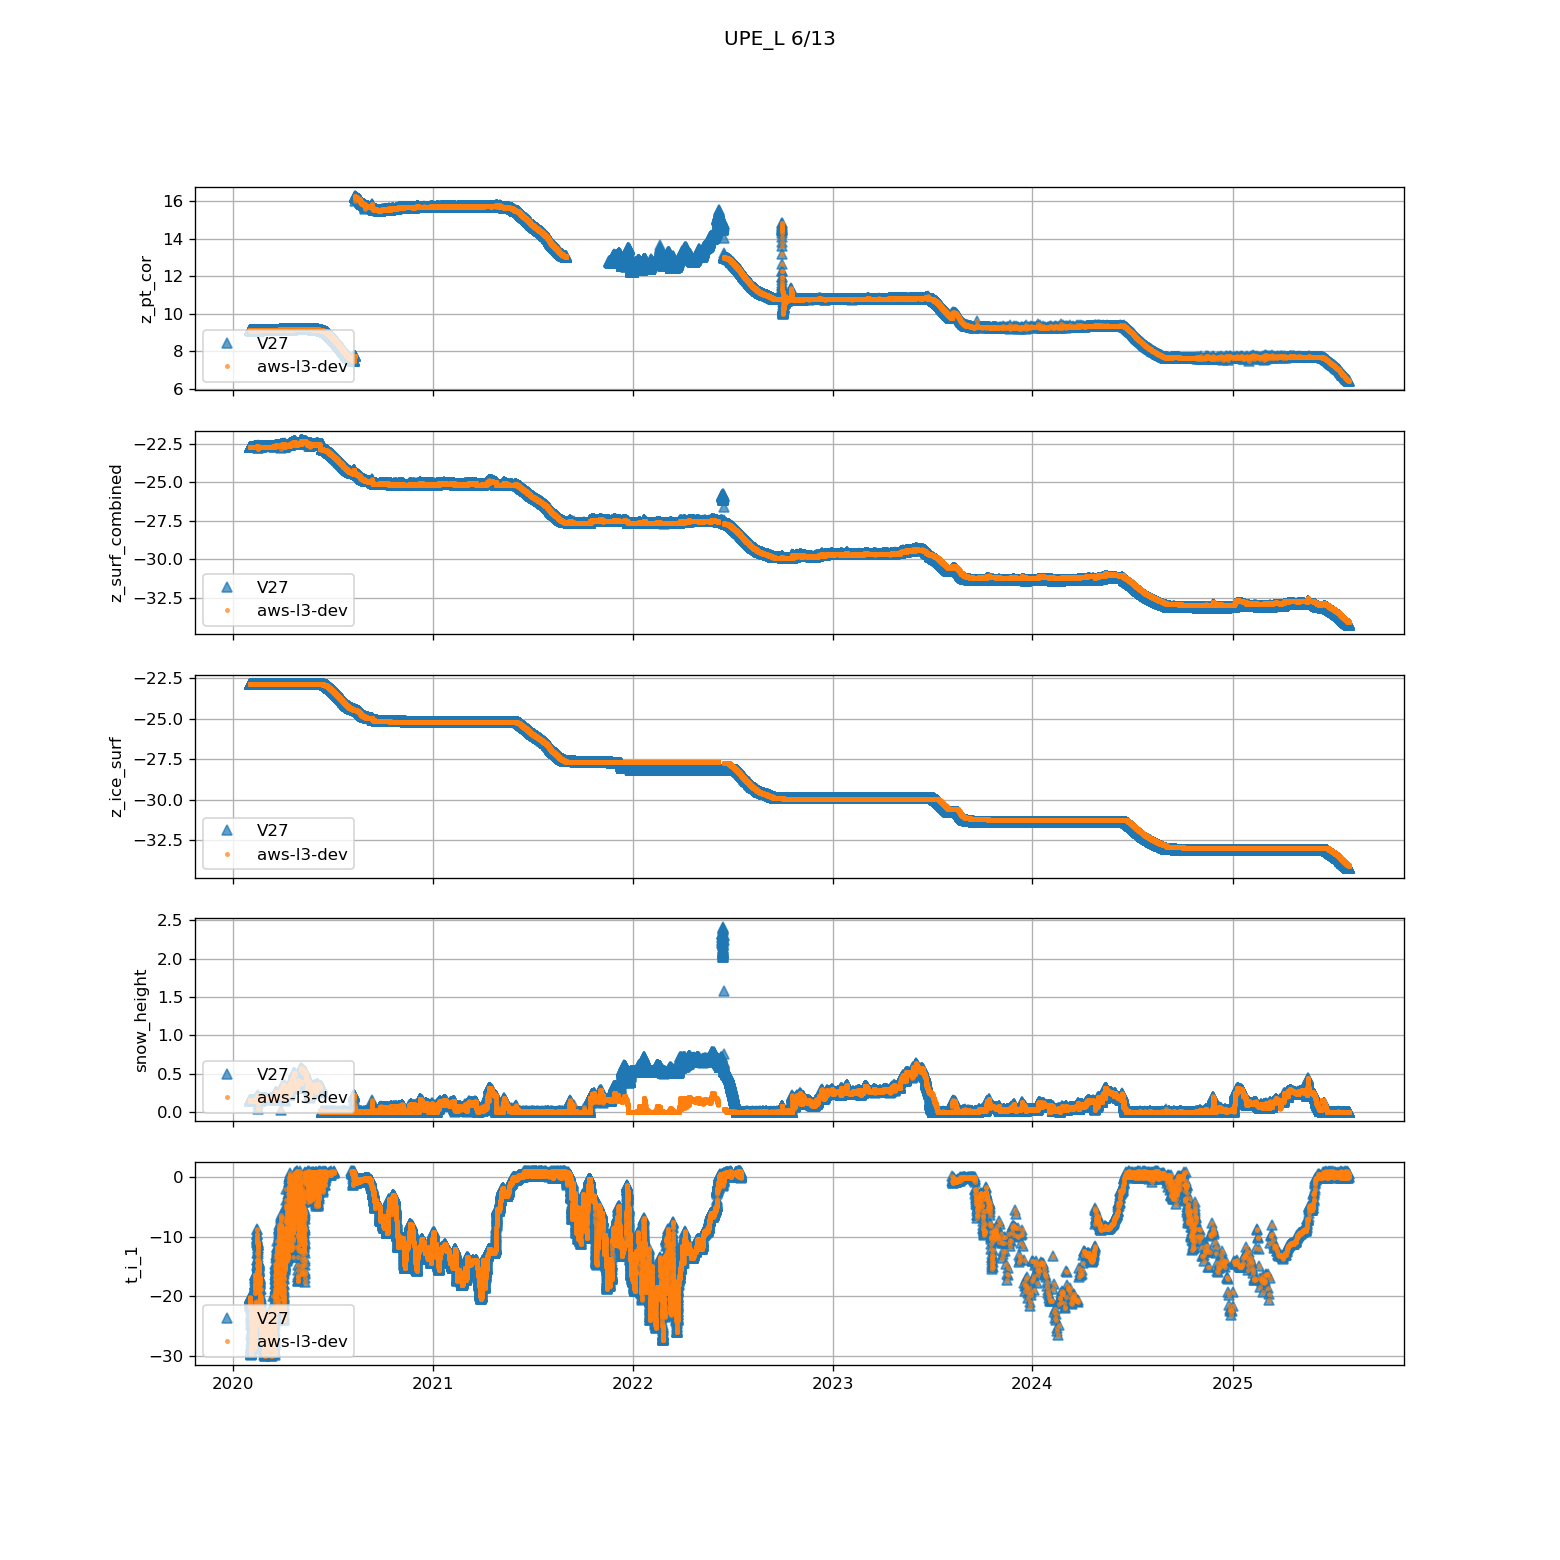 UPE_L 6/13
z_pt_cor
16
14
12
10
8
6
V27
aws-l3-dev
z_surf_combined
−22.5
−25.0
−27.5
−30.0
−32.5
V27
aws-l3-dev
z_ice_surf
−22.5
−25.0
−27.5
−30.0
−32.5
V27
aws-l3-dev
snow_height
2.5
2.0
1.5
1.0
0.5
0.0
V27
aws-l3-dev
t_i_1
0
−10
−20
−30
V27
aws-l3-dev
2020 2021 2022 2023 2024 2025